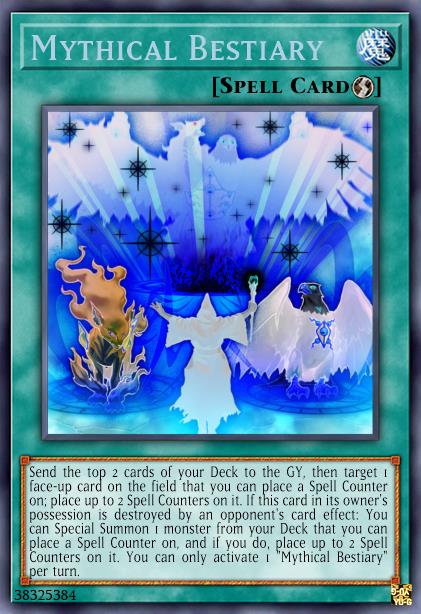 Mythical Bestiary
魔
[Spell Card]
Send the top 2 cards of your Deck to the GY, then target 1
face-up card on the field that you can place a Spell Counter
on; place up to 2 Spell Counters on it. If this card in its owner's
possession is destroyed by an opponent's card effect: You
can Special Summon 1 monster from your Deck that you can
place a Spell Counter on, and if you do, place up to 2 Spell
Counters on it. You can only activate 1 "Mythical Bestiary"
per turn.
38325384